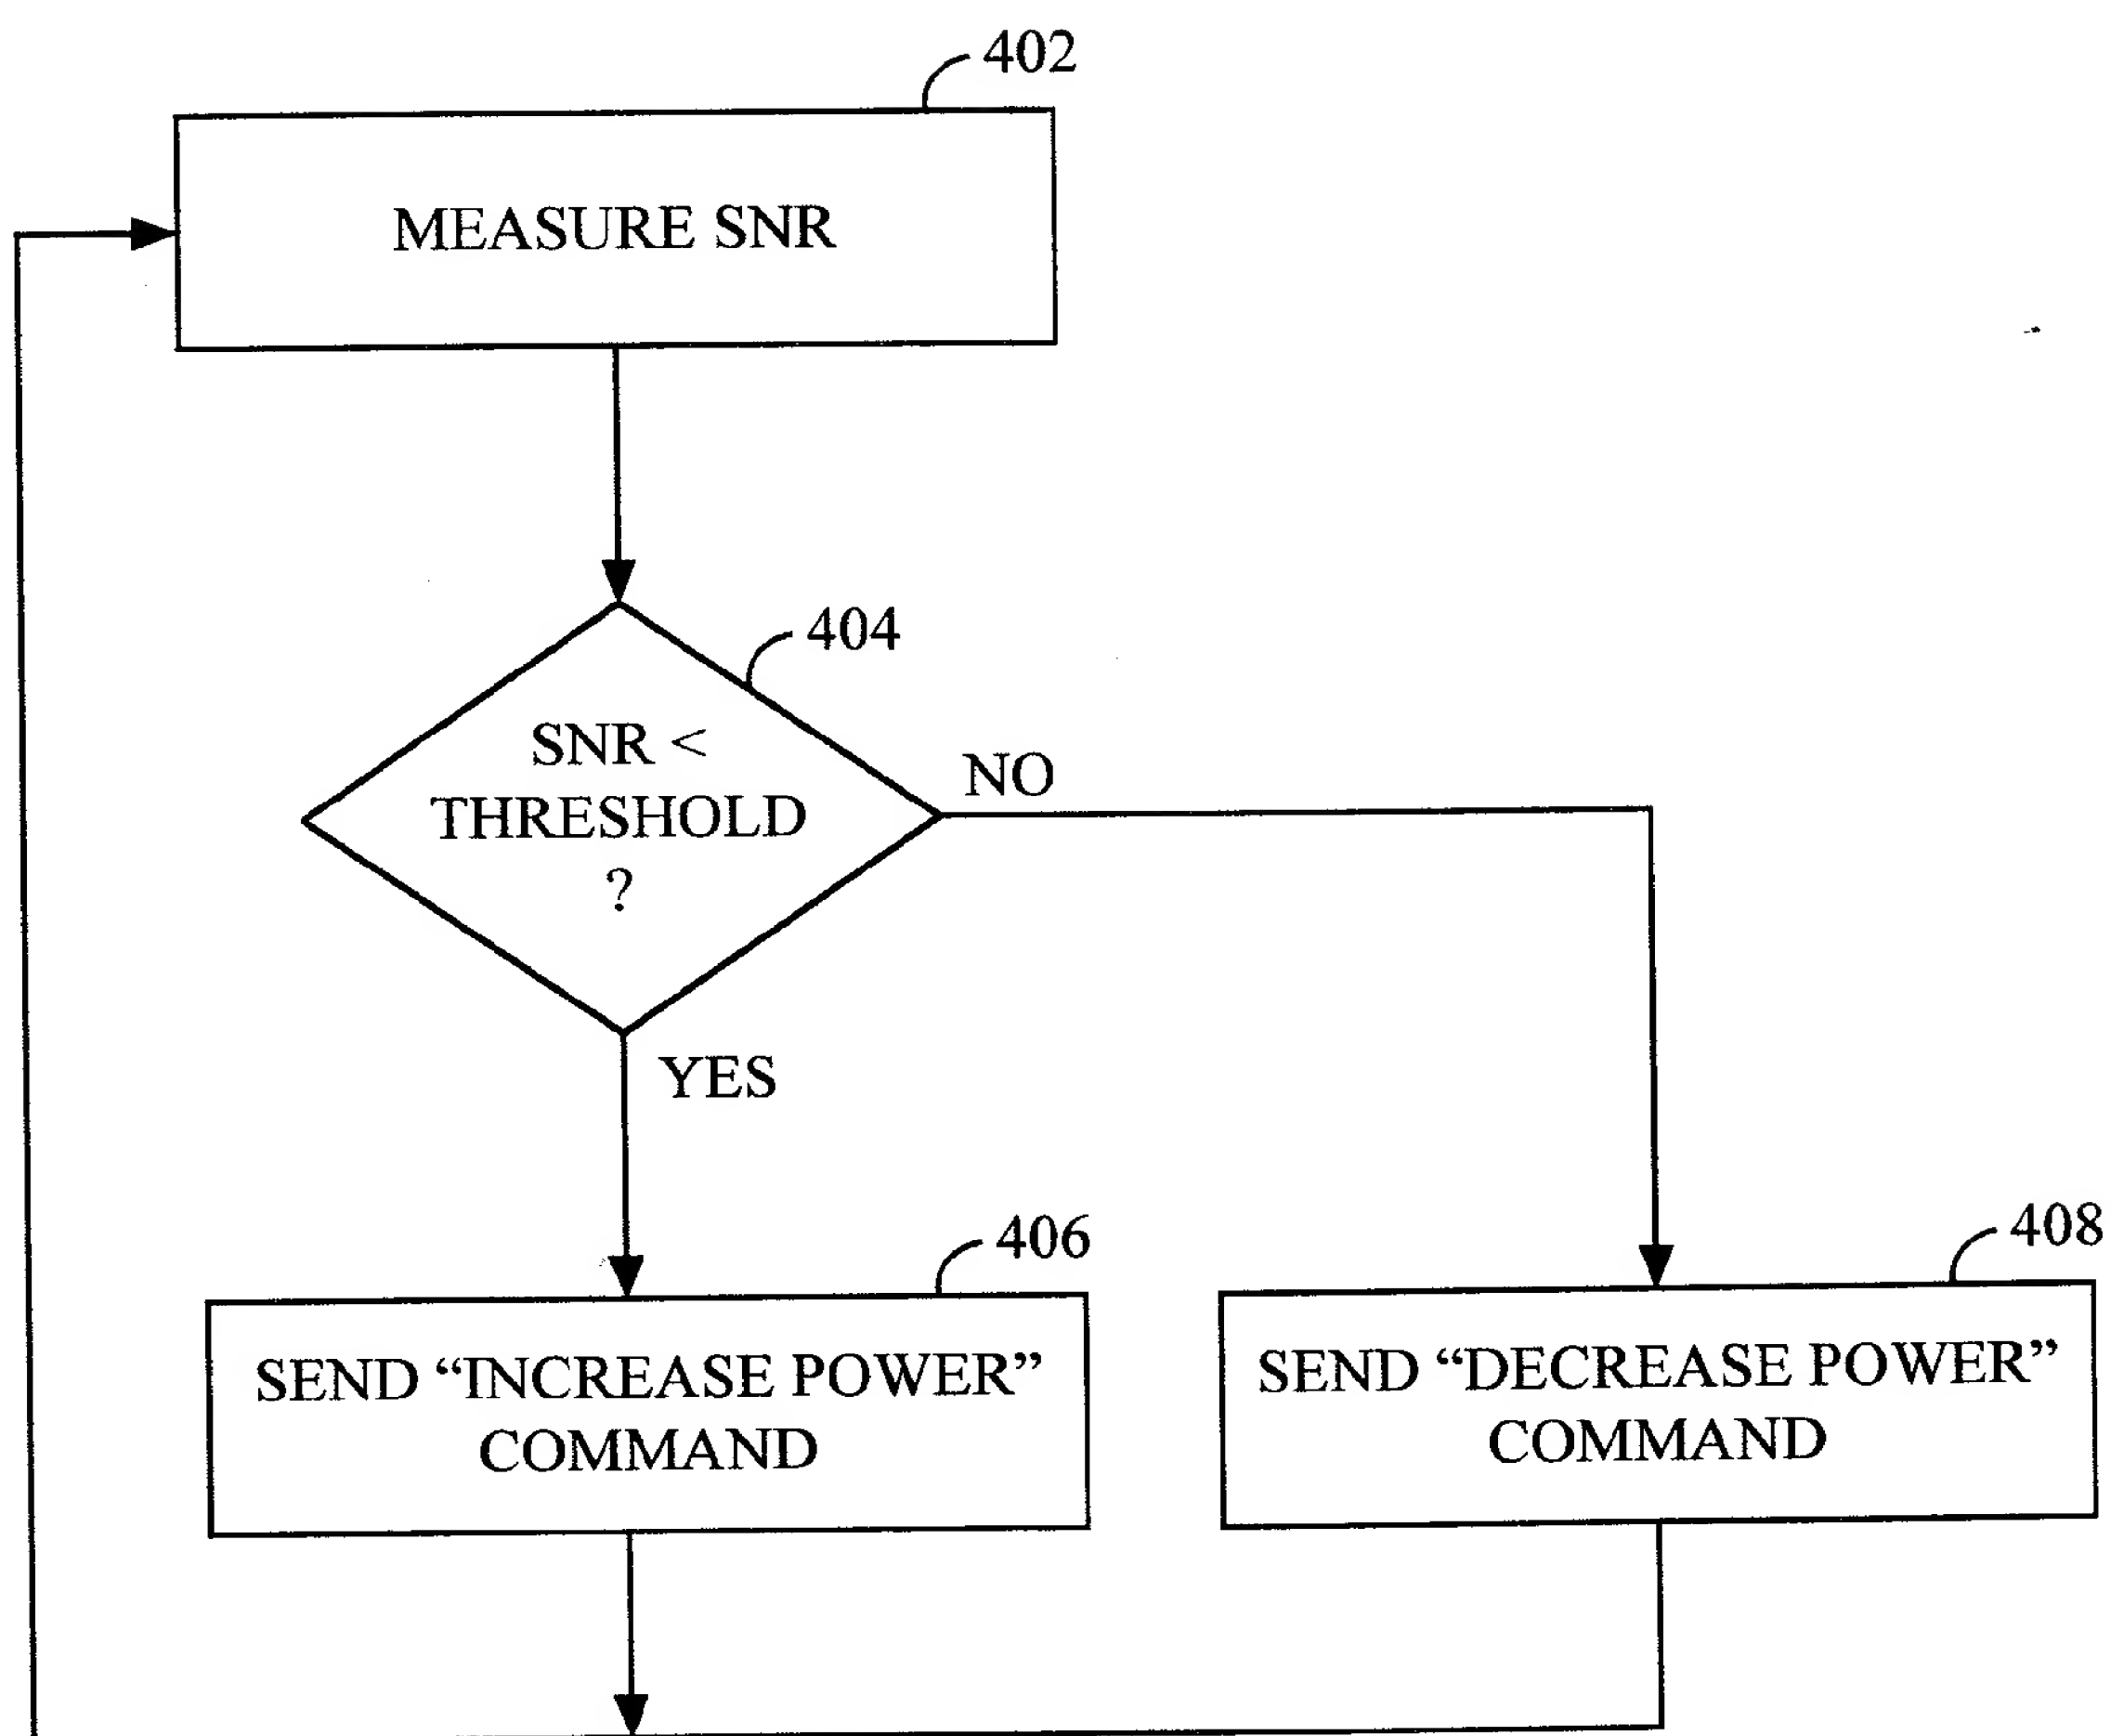 402
MEASURE SNR
404
SNR <
THRESHOLD
?
NO
YES
406
SEND “INCREASE POWER”
COMMAND
408
SEND “DECREASE POWER”
COMMAND